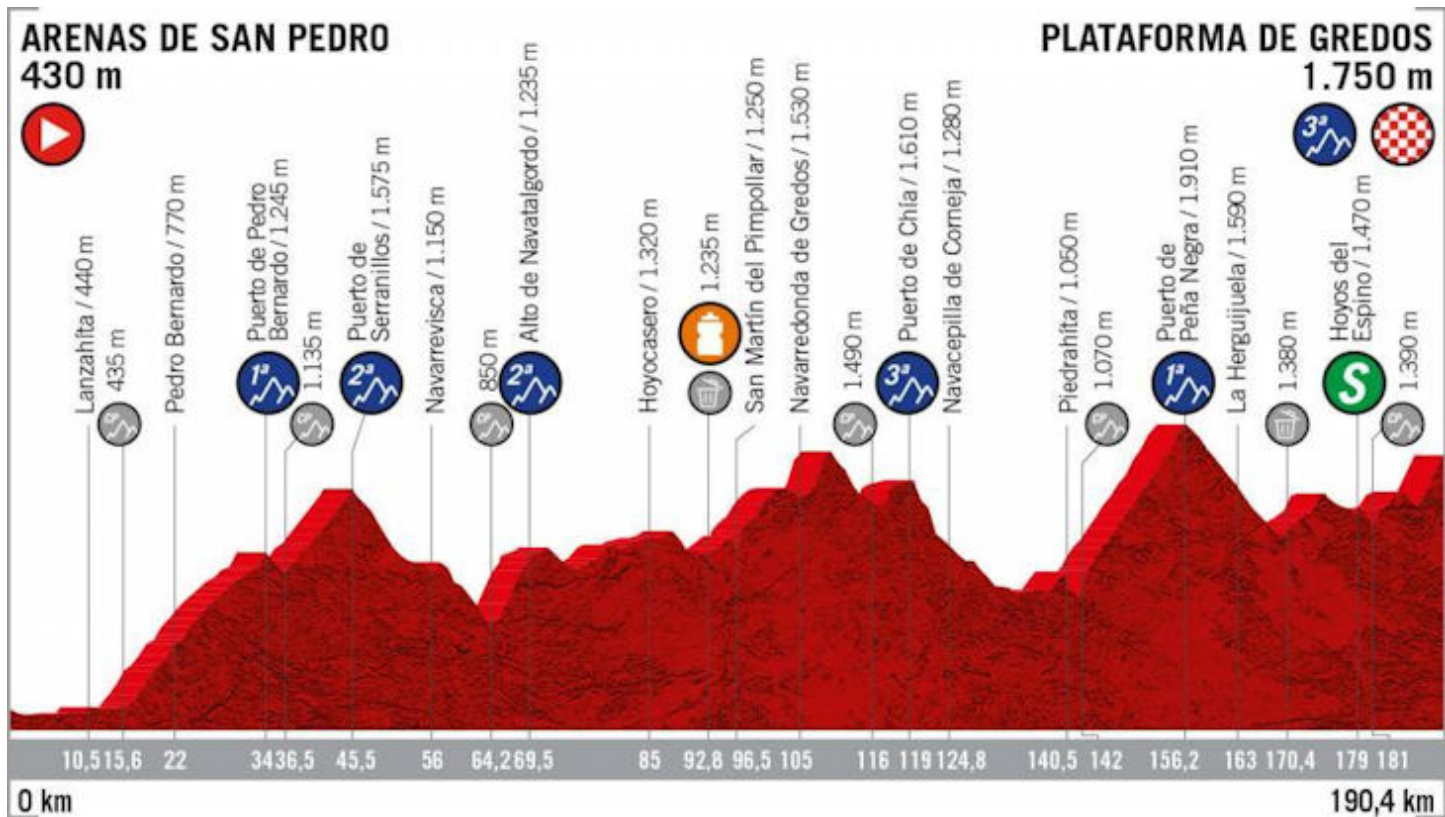 ARENAS DE SAN PEDRO
430 m
PLATAFORMA DE GREDOS
1.750 m
3ª
Lanzahíta / 440 m
435 m
Pedro Bernardo / 770 m
Puerto de Pedro
Bernardo / 1.245 m
1ª
1.135 m
Puerto de
Serranillos / 1.575 m
2ª
Navarrevisca / 1.150 m
850 m
Alto de Navatalgordo / 1.235 m
2ª
Hoyocasero / 1.320 m
1.235 m
San Martín del Pimpollar / 1.250 m
Navarredonda de Gredos / 1.530 m
1.490 m
Puerto de Chía / 1.610 m
3ª
Navacepilla de Corneja / 1.280 m
Piedrahíta / 1.050 m
1.070 m
Puerto de
Peña Negra / 1.910 m
1ª
La Herguijuela / 1.590 m
1.380 m
Hoyos del
Espino / 1.470 m
S
1.390 m
CP
CP
CP
CP
CP
CP
10,5 15,6 22 34 36,5 45,5 56 64,2 69,5 85 92,8 96,5 105 116 119 124,8 140,5 142 156,2 163 170,4 179 181
0 km
190,4 km